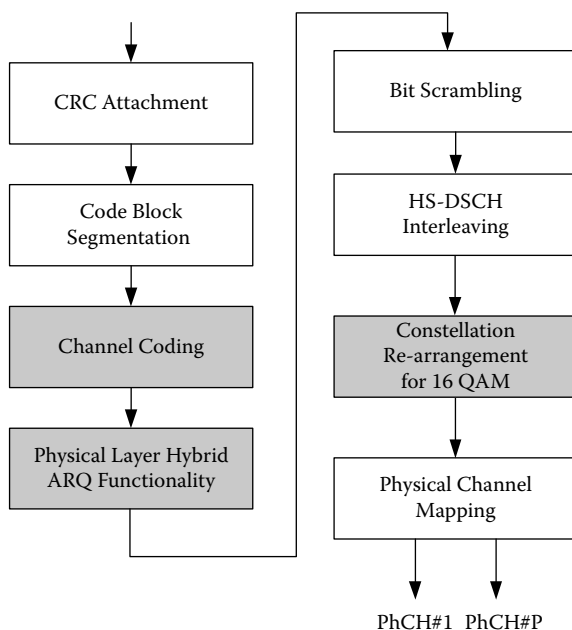 CRC Attachment
Code Block
Segmentation
Channel Coding
Physical Layer Hybrid
ARQ Functionality
Bit Scrambling
HS-DSCH
Interleaving
Constellation
Re-arrangement
for 16 QAM
Physical Channel
Mapping
PhCH#1 PhCH#P